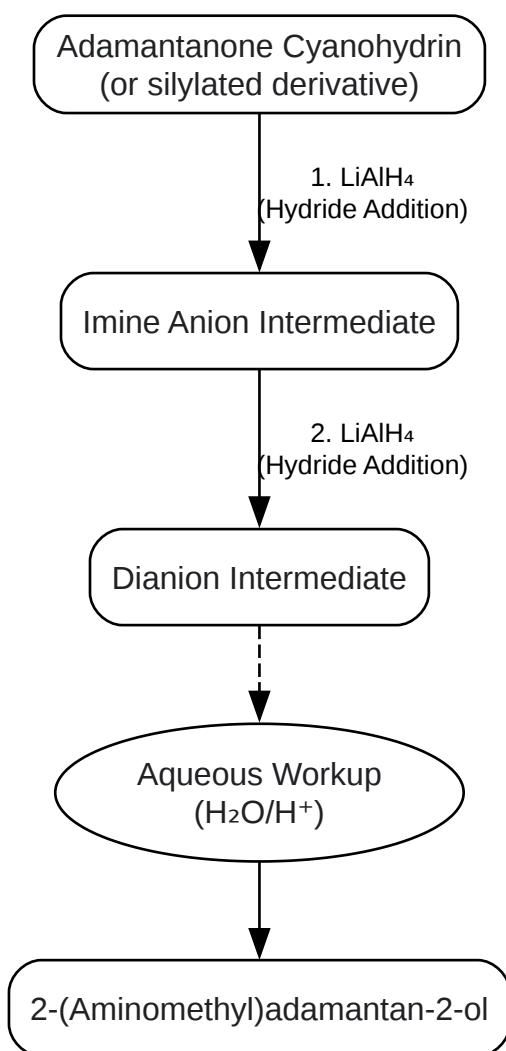 Adamantanone Cyanohydrin
(or silylated derivative)
1. LiAlH₄
(Hydride Addition)
Imine Anion Intermediate
2. LiAlH₄
(Hydride Addition)
Dianion Intermediate
Aqueous Workup
(H₂O/H⁺)
2-(Aminomethyl)adamantan-2-ol